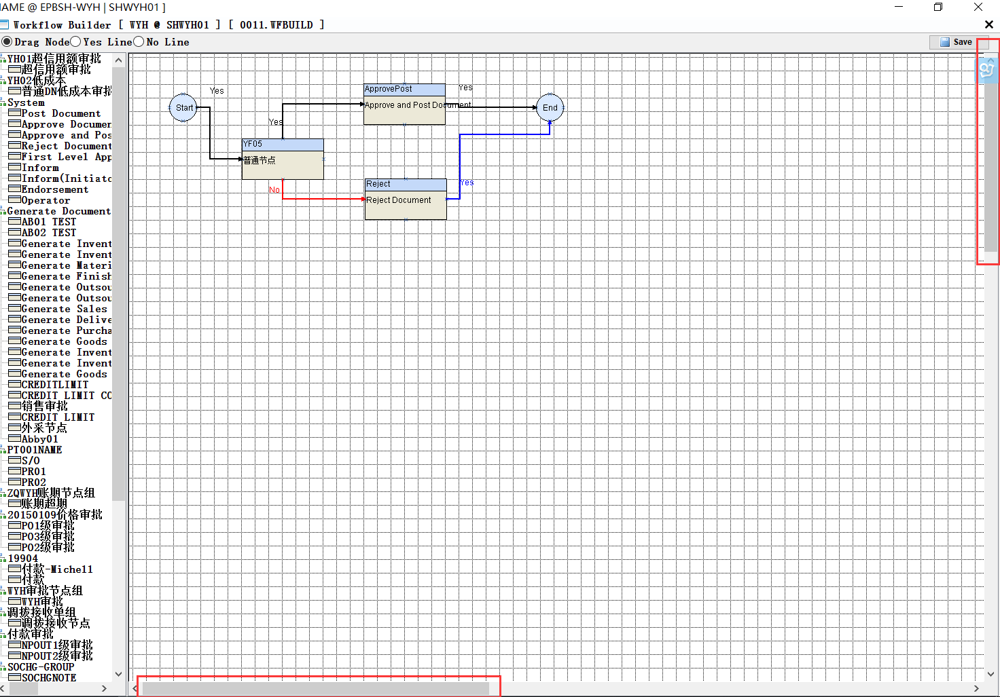 IAME @ EPBSH-WYH | SHWYH01 ]
Workflow Builder [ WYH @ SHWYH01 ] [ 0011.WFBUILD ]
Drag Node Yes Line No Line
Save
YH01超信用额审批
超信用额审批
YH02低成本
普通DN低成本审批
System
Post Document
Approve Documen
Approve and Pos
Reject Document
First Level App
Inform
Inform(Initiato
Endorsement
Operator
Generate Document
AB01 TEST
AB02 TEST
Generate Invent
Generate Invent
Generate Materi
Generate Finish
Generate Outsou
Generate Outsou
Generate Sales
Generate Delive
Generate Purcha
Generate Goods
Generate Invent
Generate Invent
Generate Goods
CREDITLIMIT
CREDIT LIMIT CO
销售审批
CREDIT LIMIT
外采节点
Abby01
PT001NAME
S/O
PR01
PR02
ZQWYH账期节点组
账期超期
20150109价格审批
PO1级审批
PO3级审批
PO2级审批
19904
付款-Michell
付款
WYH审批节点组
WYH审批
调拨接收单组
调拨接收节点
付款审批
NPOUT1级审批
NPOUT2级审批
SOCHG-GROUP
SOCHGNOTE
Start
Yes
YF05
普通节点
Yes
No
ApprovePost
Approve and Post Document
Yes
End
Reject
Reject Document
Yes